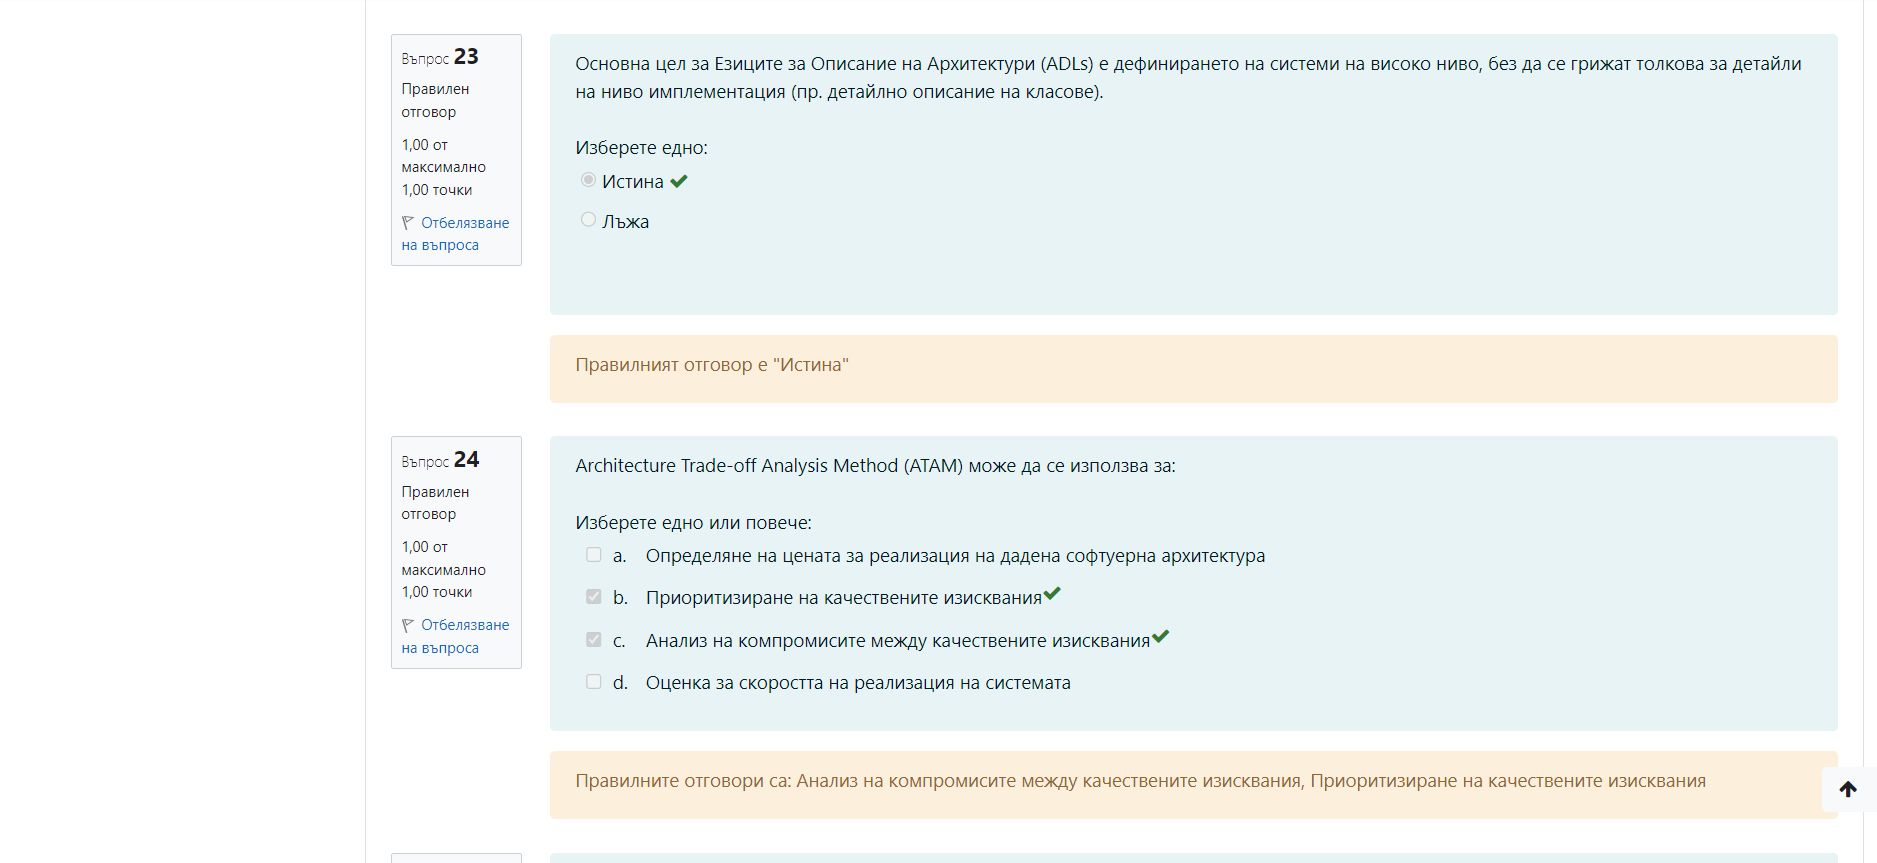 Въпрос 23
Правилен
отговор
1,00 от
максимално
1,00 точки
Отбелязване
на въпроса
Основна цел за Езиците за Описание на Архитектури (ADLs) е дефинирането на системи на високо ниво, без да се грижат толкова за детайли
на ниво имплементация (пр. детайлно описание на класове).
Изберете едно:
Истина
Лъжа
Правилният отговор е "Истина"
Въпрос 24
Правилен
отговор
1,00 от
максимално
1,00 точки
Отбелязване
на въпроса
Architecture Trade-off Analysis Method (ATAM) може да се използва за:
Изберете едно или повече:
a. Определяне на цената за реализация на дадена софтуерна архитектура
b. Приоритизиране на качествените изисквания
c. Анализ на компромисите между качествените изисквания
d. Оценка за скоростта на реализация на системата
Правилните отговори са: Анализ на компромисите между качествените изисквания, Приоритизиране на качествените изисквания